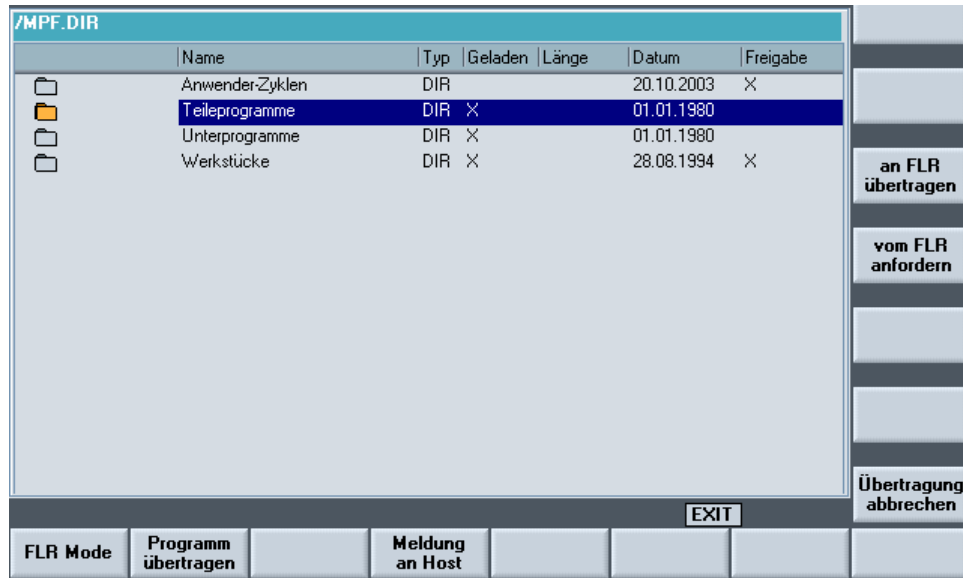 /MPF.DIR
Name Typ Geladen Länge Datum Freigabe
Anwender-Zyklen DIR 20.10.2003 X
Teileprogramme DIR X 01.01.1980
Unterprogramme DIR X 01.01.1980
Werkstücke DIR X 28.08.1994 X
an FLR
übertragen
vom FLR
anfordern
Übertragung
abbrechen
EXIT
FLR Mode
Programm
übertragen
Meldung
an Host